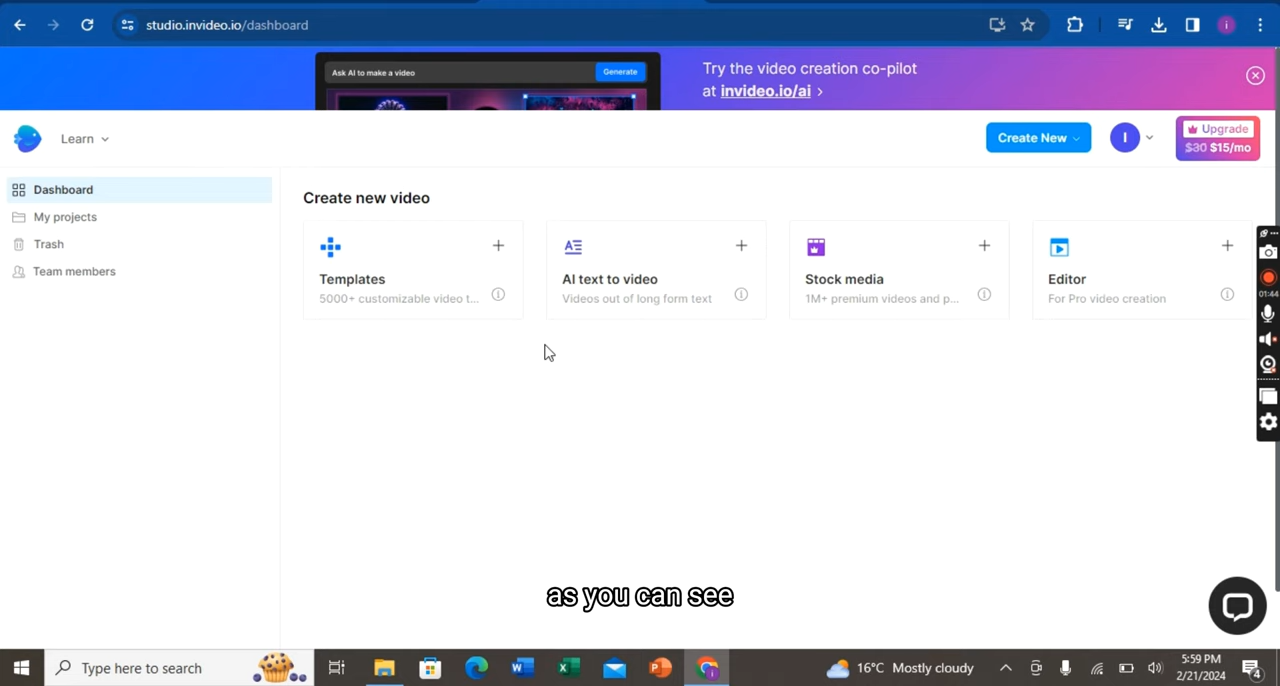 studio.invideo.io/dashboard
i
Ask AI to make a video
Generate
Try the video creation co-pilot
at invideo.io/ai ›
Learn
Create New
I
Upgrade
$30 $15/mo
Dashboard
My projects
Trash
Team members
Create new video
Templates
5000+ customizable video t...
AI text to video
Videos out of long form text
Stock media
1M+ premium videos and p...
Editor
For Pro video creation
01:44
as you can see
Type here to search
16°C Mostly cloudy
5:59 PM
2/21/2024
4